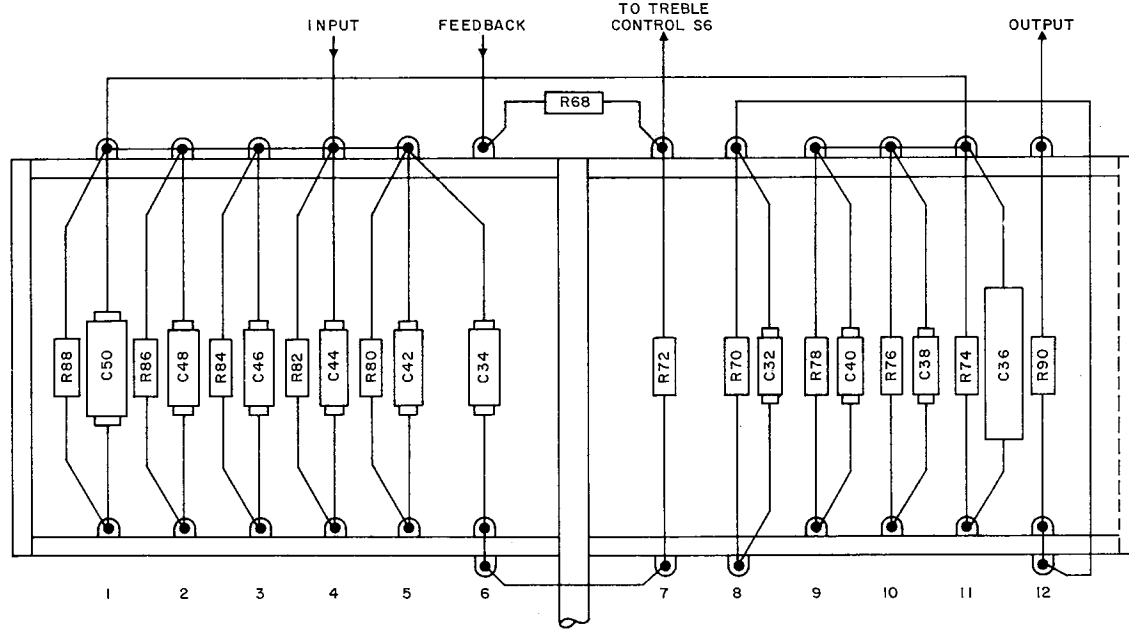 TO TREBLE
INPUT FEEDBACK CONTROL S6 OUTPUT
R68
R88 C50 R86 C48 R84 C46 R82 C44 R80 C42 C34 R72 R70 C32 R78 C40 R76 C38 R74 C36 R90
1 2 3 4 5 6 7 8 9 10 11 12